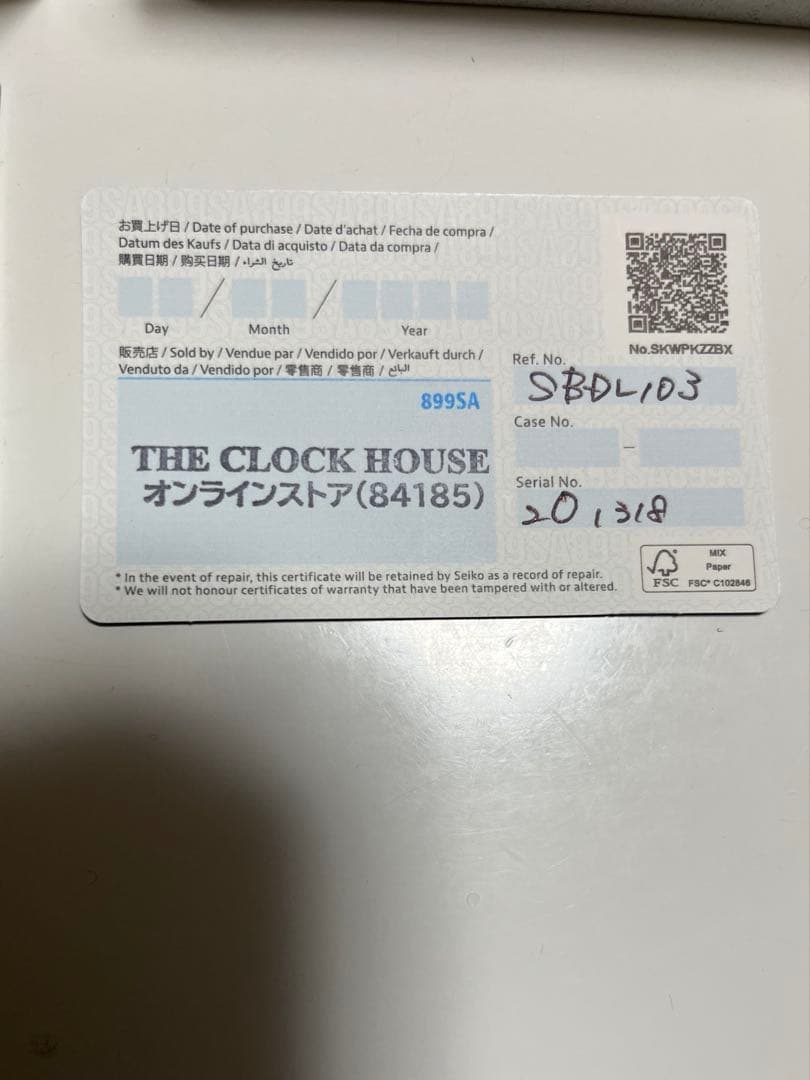 お買上げ日 / Date of purchase / Date d'achat / Fecha de compra /
Datum des Kaufs / Data di acquisto / Data da compra /
購買日期 / 购买日期 / تاريخ الشراء
Day Month Year
販売店 / Sold by / Vendue par / Vendido por / Verkauft durch /
Venduto da / Vendido por / 零售商 / 零售商 / البائع
899SA
THE CLOCK HOUSE
オンラインストア(84185)
No.SKWPKZZBX
Ref. No.
SBDL103
Case No.
–
Serial No.
201318
* In the event of repair, this certificate will be retained by Seiko as a record of repair.
* We will not honour certificates of warranty that have been tampered with or altered.
FSC
MIX
Paper
FSC® C102846